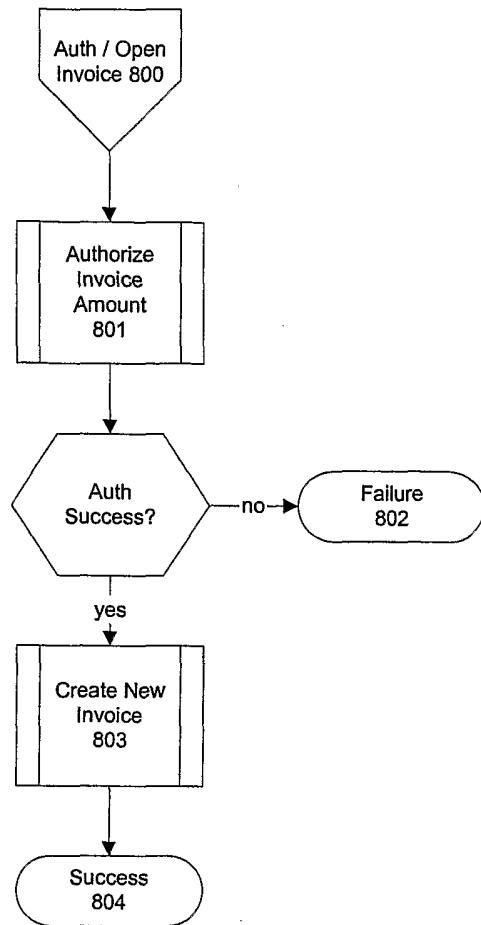 Auth / Open
Invoice 800
Authorize
Invoice
Amount
801
Auth
Success?
no
Failure
802
yes
Create New
Invoice
803
Success
804